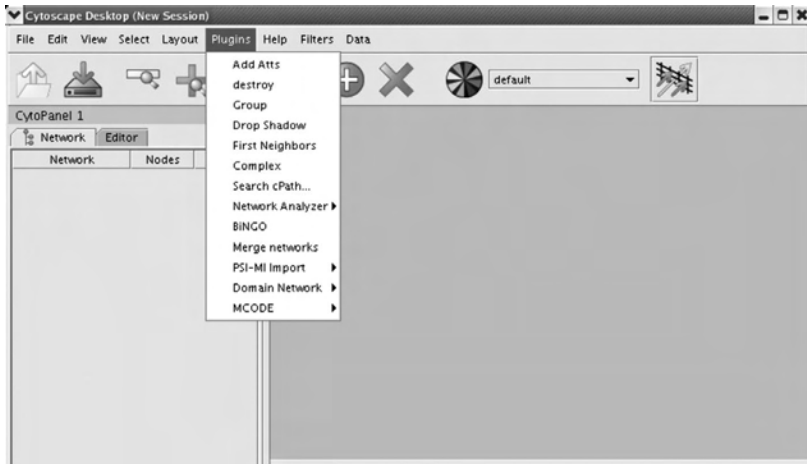 Cytoscape Desktop (New Session)
File Edit View Select Layout Plugins Help Filters Data
Add Atts
destroy
Group
Drop Shadow
First Neighbors
Complex
Search cPath...
Network Analyzer
BiNGO
Merge networks
PSI-MI Import
Domain Network
MCODE
default
CytoPanel 1
Network Editor
Network Nodes